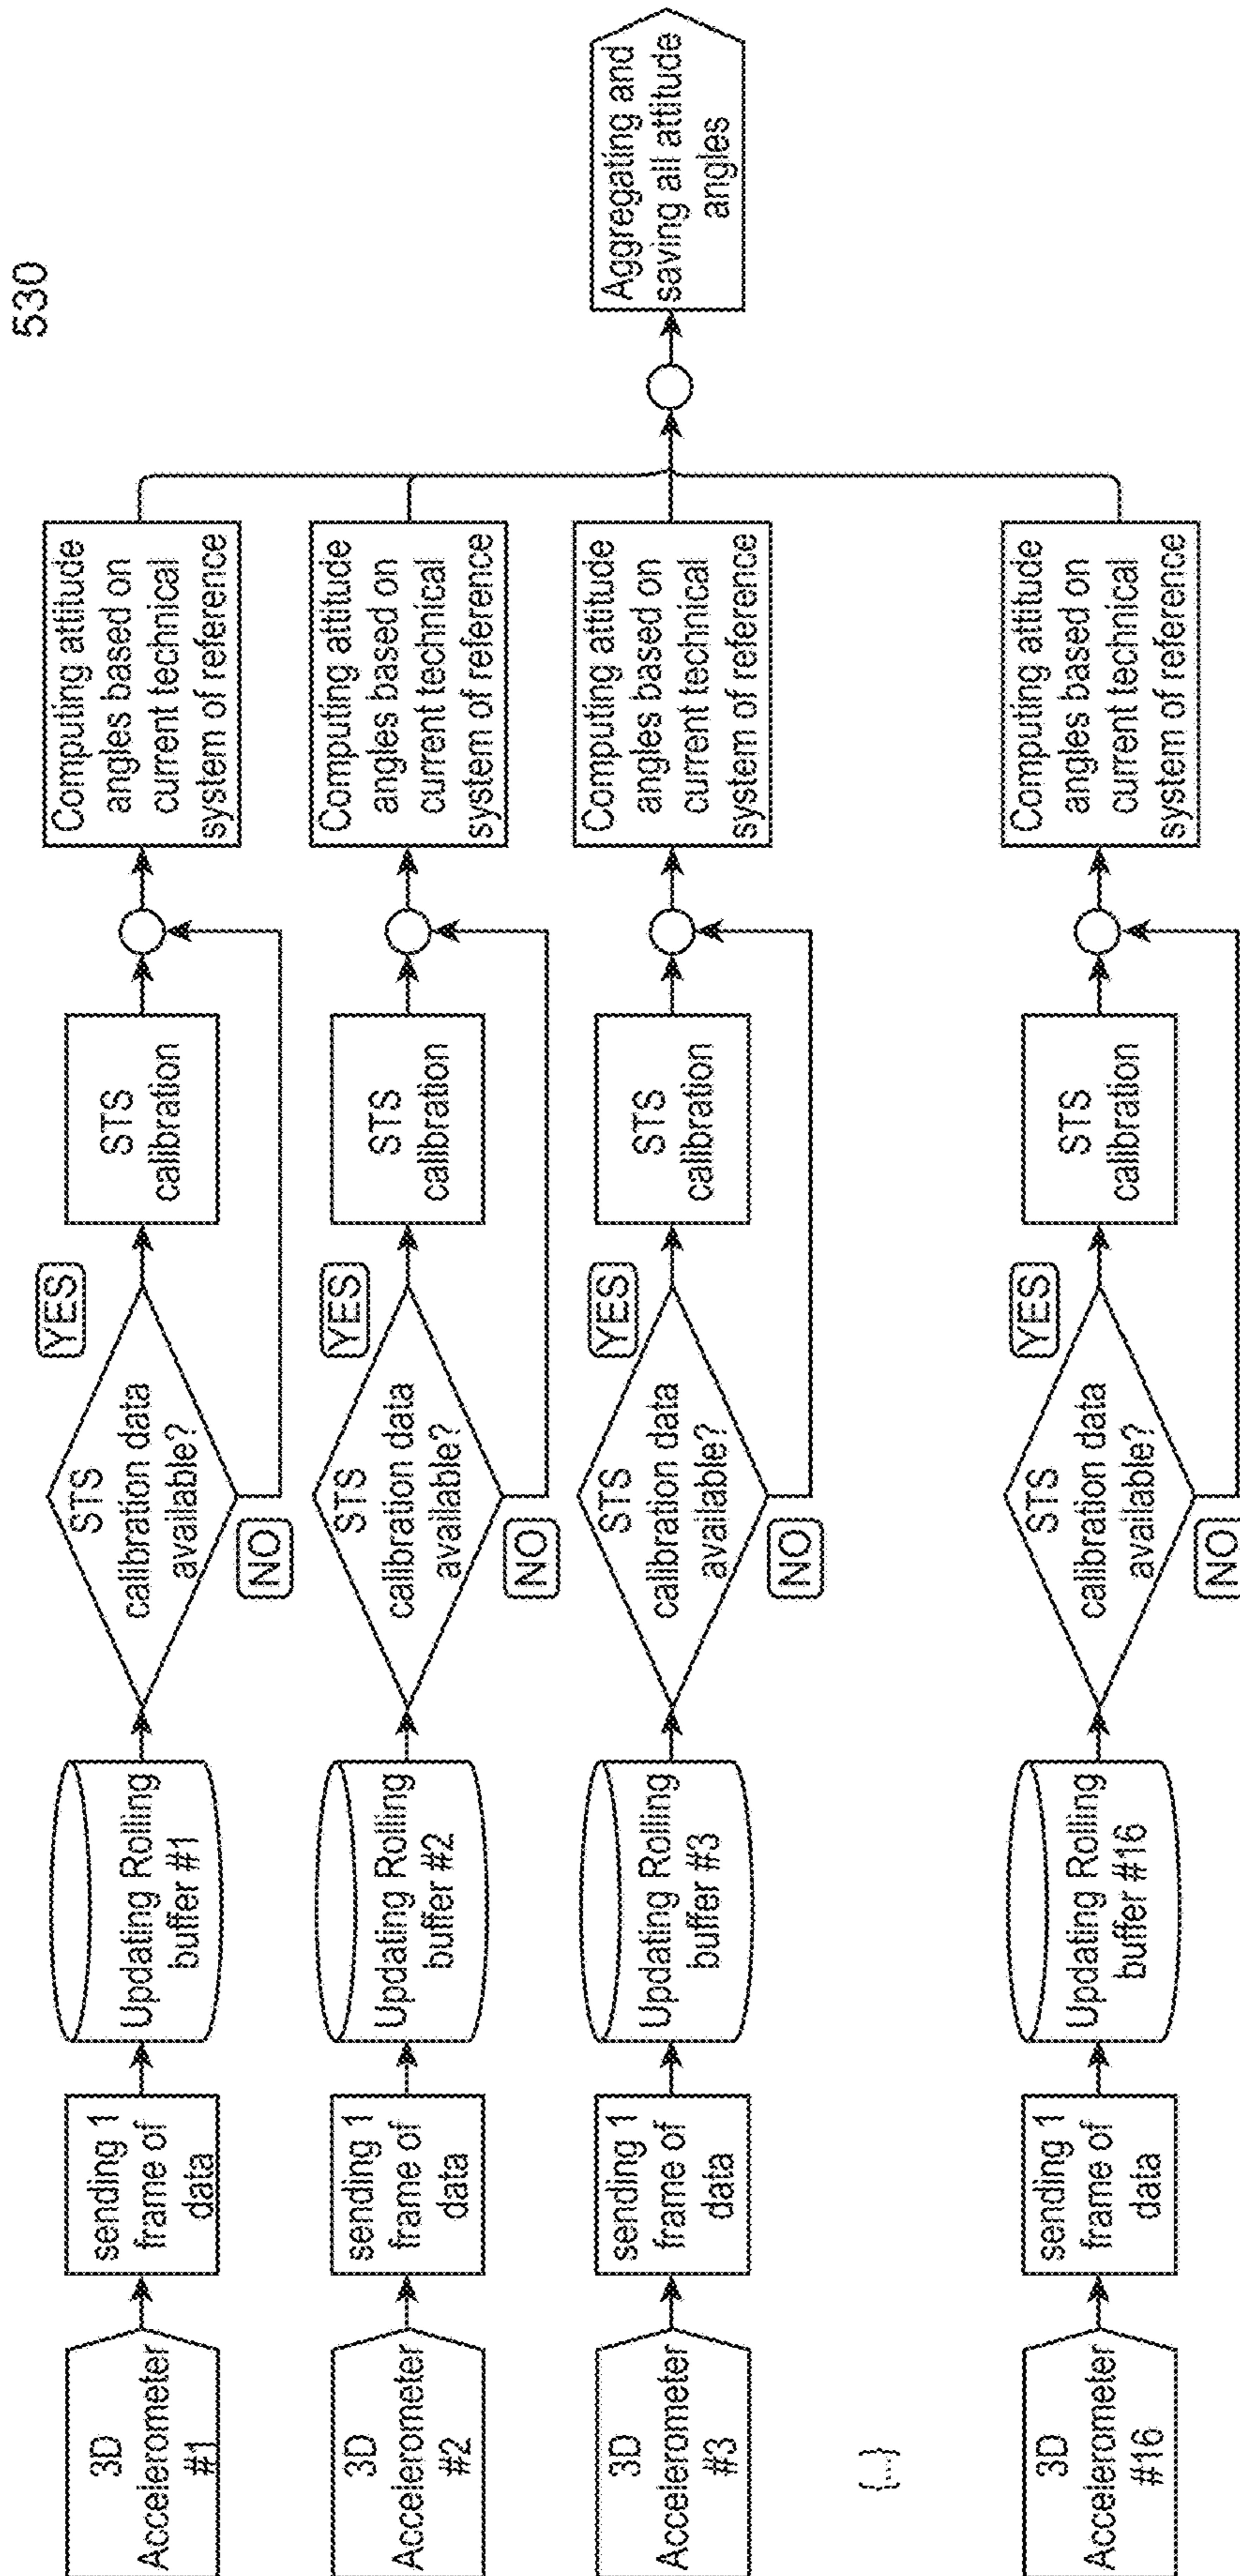 530
3D
Accelerometer
#1
sending 1
frame of
data
Updating Rolling
buffer #1
STS
calibration data
available?
YES
NO
STS
calibration
Computing attitude
angles based on
current technical
system of reference
3D
Accelerometer
#2
sending 1
frame of
data
Updating Rolling
buffer #2
STS
calibration data
available?
YES
NO
STS
calibration
Computing attitude
angles based on
current technical
system of reference
3D
Accelerometer
#3
sending 1
frame of
data
Updating Rolling
buffer #3
STS
calibration data
available?
YES
NO
STS
calibration
Computing attitude
angles based on
current technical
system of reference
{...}
3D
Accelerometer
#16
sending 1
frame of
data
Updating Rolling
buffer #16
STS
calibration data
available?
YES
NO
STS
calibration
Computing attitude
angles based on
current technical
system of reference
Aggregating and
saving all attitude
angles